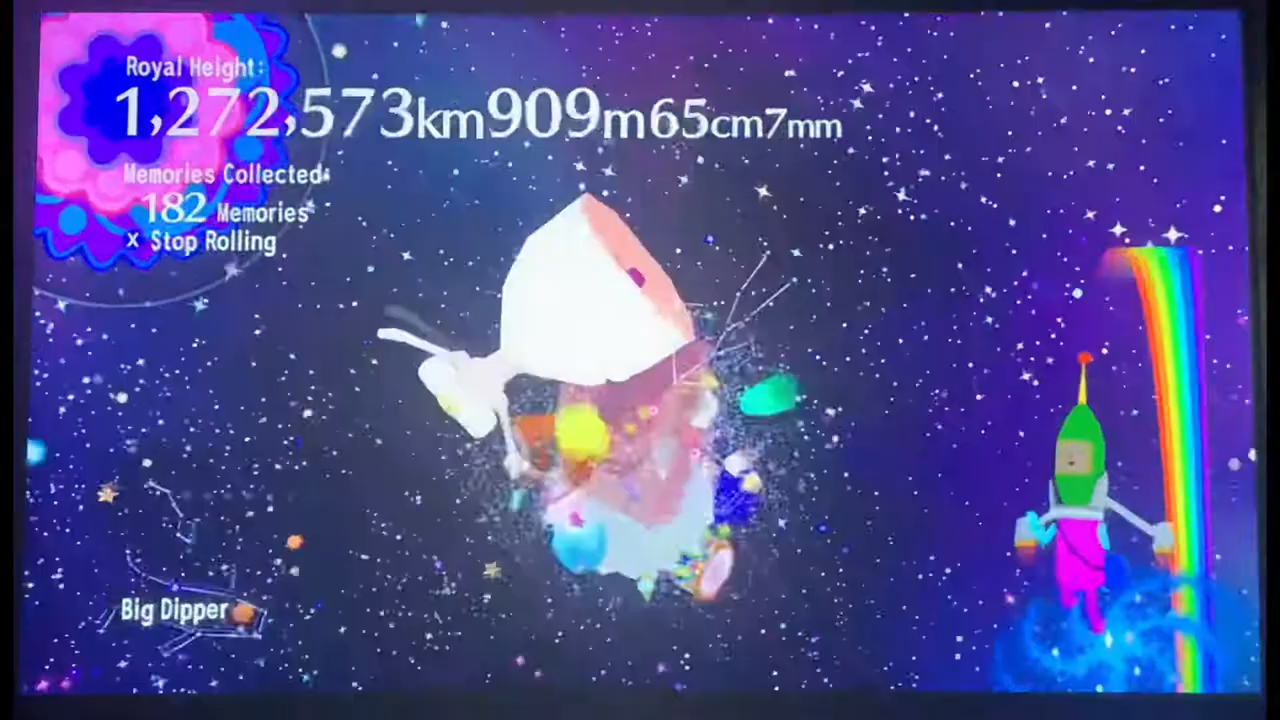 Royal Height:
1,272,573km909m65cm7mm
Memories Collected:
182 Memories
× Stop Rolling
Big Dipper